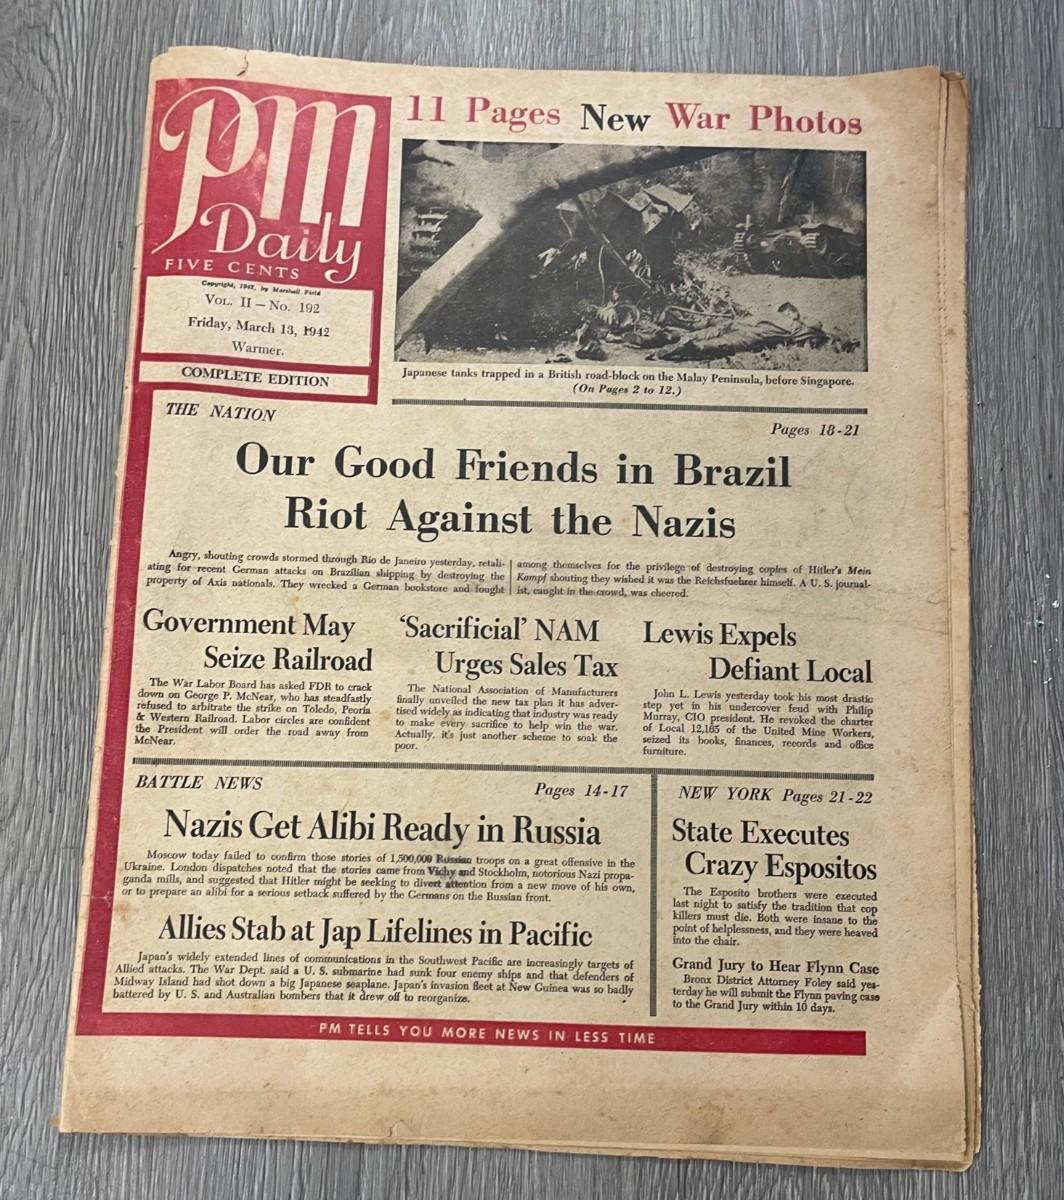 PM
Daily
FIVE CENTS
Copyright, 1942, by Marshall Field
VOL. II — No. 192
Friday, March 13, 1942
Warmer.
COMPLETE EDITION
11 Pages New War Photos
Japanese tanks trapped in a British road-block on the Malay Peninsula, before Singapore.
(On Pages 2 to 12.)
THE NATION
Pages 18-21
Our Good Friends in Brazil
Riot Against the Nazis
Angry, shouting crowds stormed through Rio de Janeiro yesterday, retali-
ating for recent German attacks on Brazilian shipping by destroying the
property of Axis nationals. They wrecked a German bookstore and fought
among themselves for the privilege of destroying copies of Hitler's Mein
Kampf shouting they wished it was the Reichsfuehrer himself. A U. S. journal-
ist, caught in the crowd, was cheered.
Government May
Seize Railroad
The War Labor Board has asked FDR to crack
down on George P. McNear, who has steadfastly
refused to arbitrate the strike on Toledo, Peoria
& Western Railroad. Labor circles are confident
the President will order the road away from
McNear.
'Sacrificial' NAM
Urges Sales Tax
The National Association of Manufacturers
finally unveiled the new tax plan it has adver-
tised widely as indicating that industry was ready
to make every sacrifice to help win the war.
Actually, it's just another scheme to soak the
poor.
Lewis Expels
Defiant Local
John L. Lewis yesterday took his most drastic
step yet in his undercover feud with Philip
Murray, CIO president. He revoked the charter
of Local 12,165 of the United Mine Workers,
seized its books, finances, records and office
furniture.
BATTLE NEWS
Pages 14-17
Nazis Get Alibi Ready in Russia
Moscow today failed to confirm those stories of 1,500,000 Russian troops on a great offensive in the
Ukraine. London dispatches noted that the stories came from Vichy and Stockholm, notorious Nazi propa-
ganda mills, and suggested that Hitler might be seeking to divert attention from a new move of his own,
or to prepare an alibi for a serious setback suffered by the Germans on the Russian front.
Allies Stab at Jap Lifelines in Pacific
Japan's widely extended lines of communications in the Southwest Pacific are increasingly targets of
Allied attacks. The War Dept. said a U. S. submarine had sunk four enemy ships and that defenders of
Midway Island had shot down a big Japanese seaplane. Japan's invasion fleet at New Guinea was so badly
battered by U. S. and Australian bombers that it drew off to reorganize.
NEW YORK Pages 21-22
State Executes
Crazy Espositos
The Esposito brothers were executed
last night to satisfy the tradition that cop
killers must die. Both were insane to the
point of helplessness, and they were heaved
into the chair.
Grand Jury to Hear Flynn Case
Bronx District Attorney Foley said yes-
terday he will submit the Flynn paving case
to the Grand Jury within 10 days.
PM TELLS YOU MORE NEWS IN LESS TIME